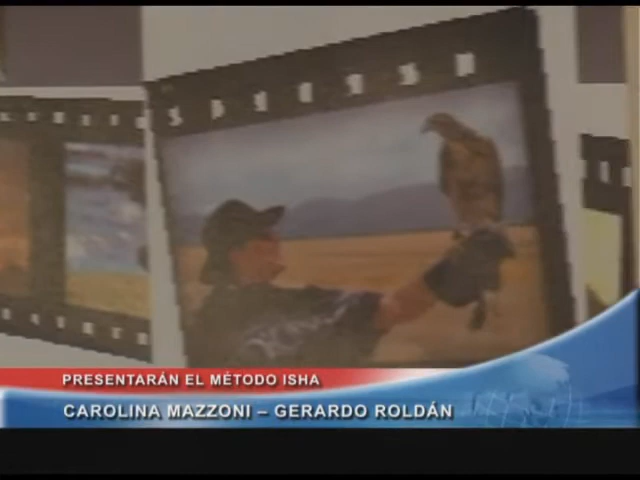 PRESENTARÁN EL MÉTODO ISHA
CAROLINA MAZZONI – GERARDO ROLDÁN